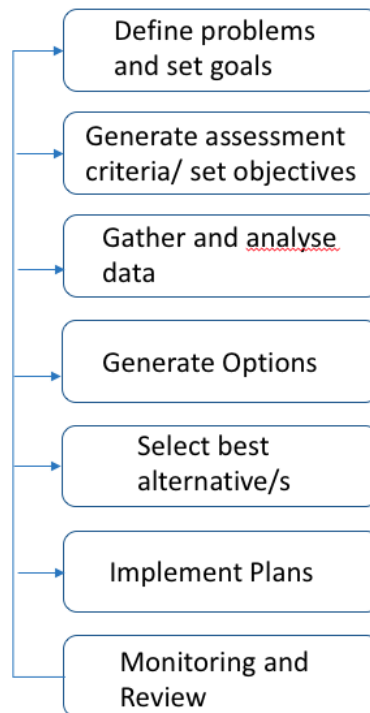 Define problems
and set goals
Generate assessment
criteria/ set objectives
Gather and analyse
data
Generate Options
Select best
alternative/s
Implement Plans
Monitoring and
Review